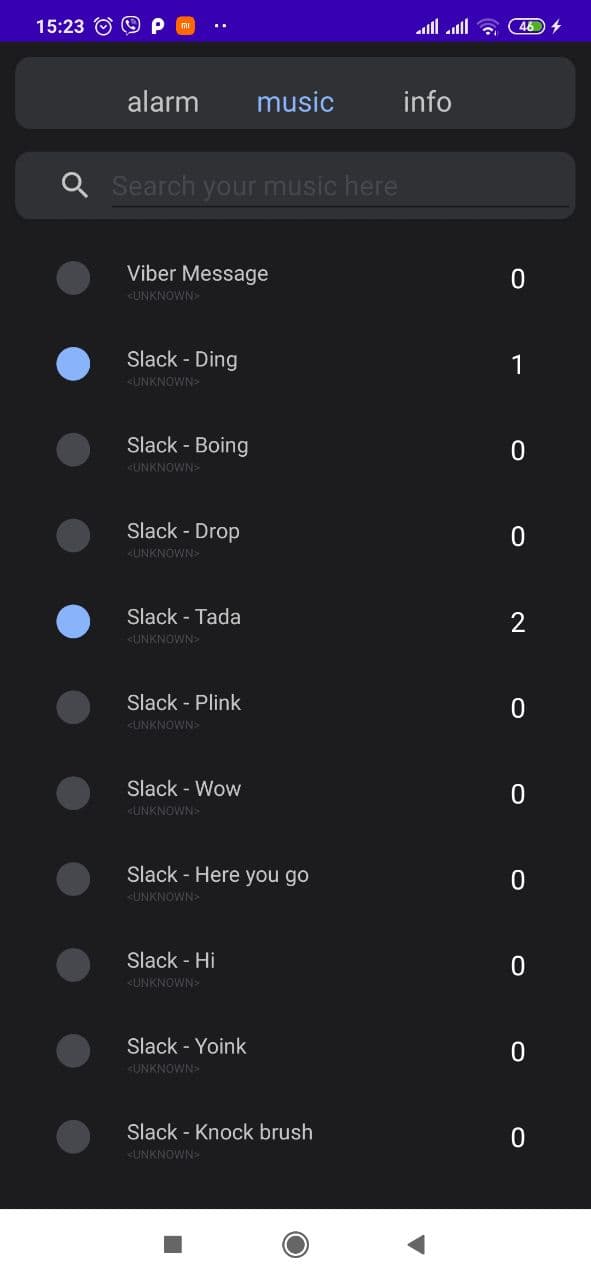 15:23
46
alarm music info
Search your music here
Viber Message 0
<UNKNOWN>
Slack - Ding 1
<UNKNOWN>
Slack - Boing 0
<UNKNOWN>
Slack - Drop 0
<UNKNOWN>
Slack - Tada 2
<UNKNOWN>
Slack - Plink 0
<UNKNOWN>
Slack - Wow 0
<UNKNOWN>
Slack - Here you go 0
<UNKNOWN>
Slack - Hi 0
<UNKNOWN>
Slack - Yoink 0
<UNKNOWN>
Slack - Knock brush 0
<UNKNOWN>